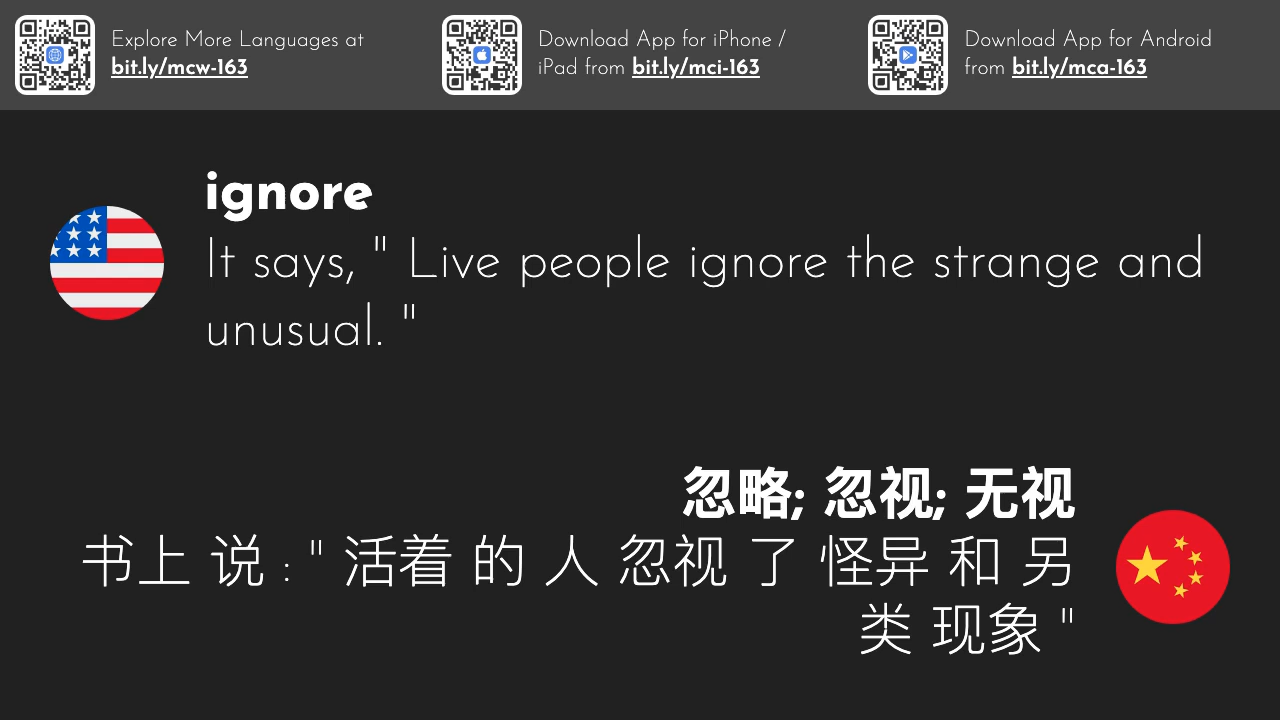 Explore More Languages at
bit.ly/mcw-163
Download App for iPhone /
iPad from bit.ly/mci-163
Download App for Android
from bit.ly/mca-163
ignore
It says, " Live people ignore the strange and
unusual. "
忽略; 忽视; 无视
书上 说 : " 活着 的 人 忽视 了 怪异 和 另
类 现象 "